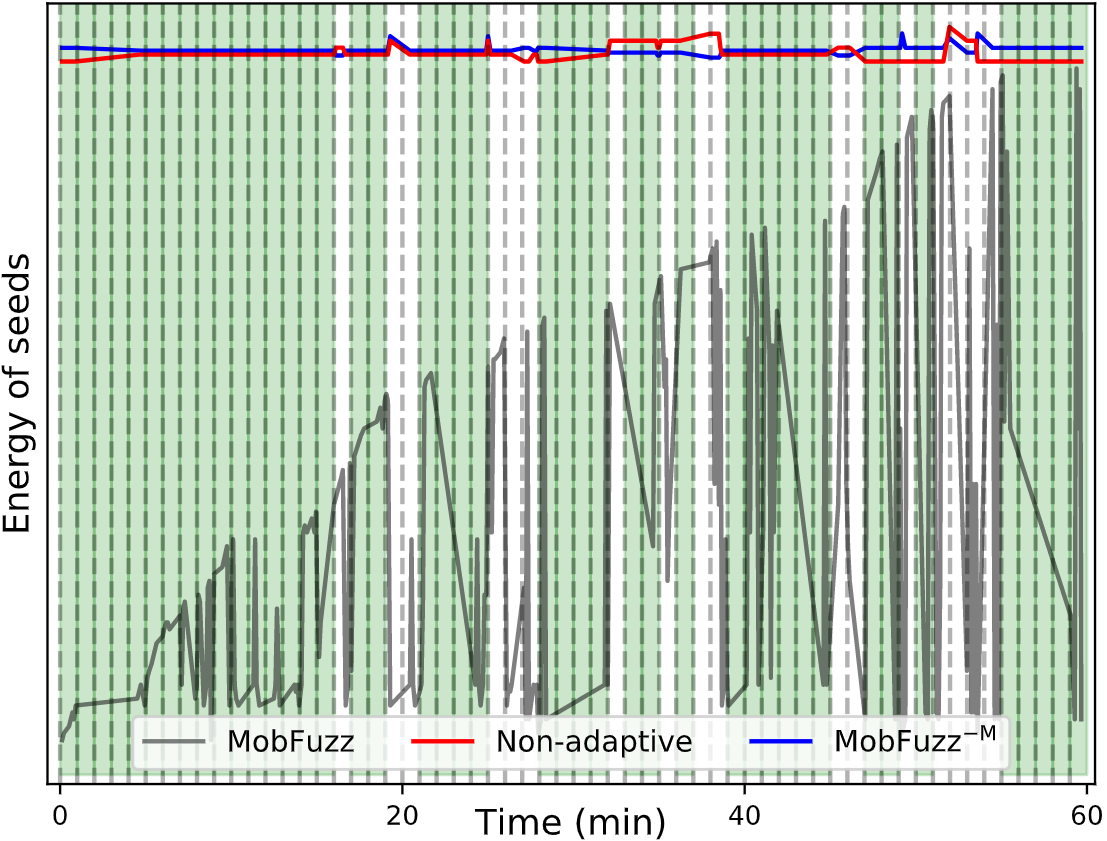 Energy of seeds
MobFuzz Non-adaptive MobFuzz⁻ᴹ
0 20 40 60
Time (min)